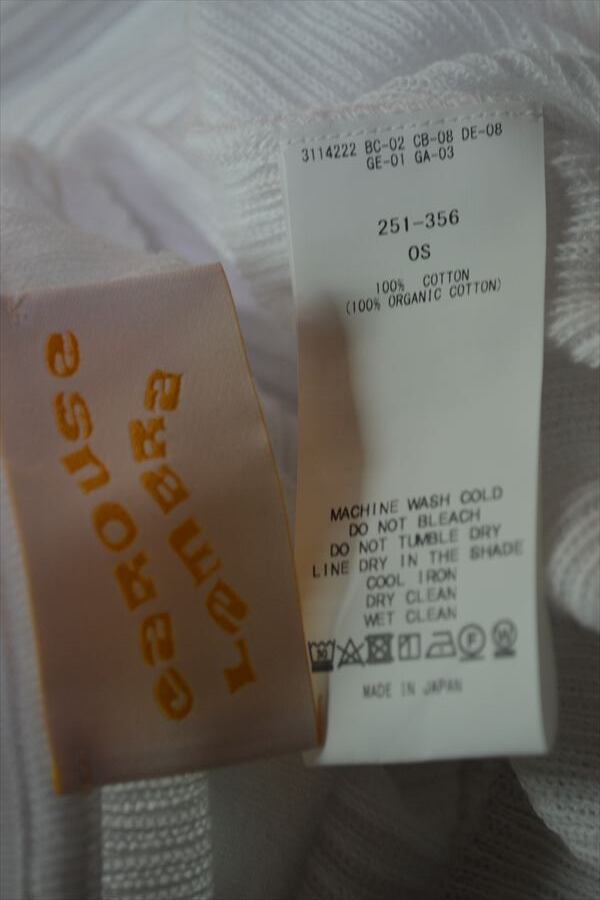 3114222 BC-02 CB-08 DE-08
GE-01 GA-03
251-356
OS
100% COTTON
(100% ORGANIC COTTON)
MACHINE WASH COLD
DO NOT BLEACH
DO NOT TUMBLE DRY
LINE DRY IN THE SHADE
COOL IRON
DRY CLEAN
WET CLEAN
F W
MADE IN JAPAN